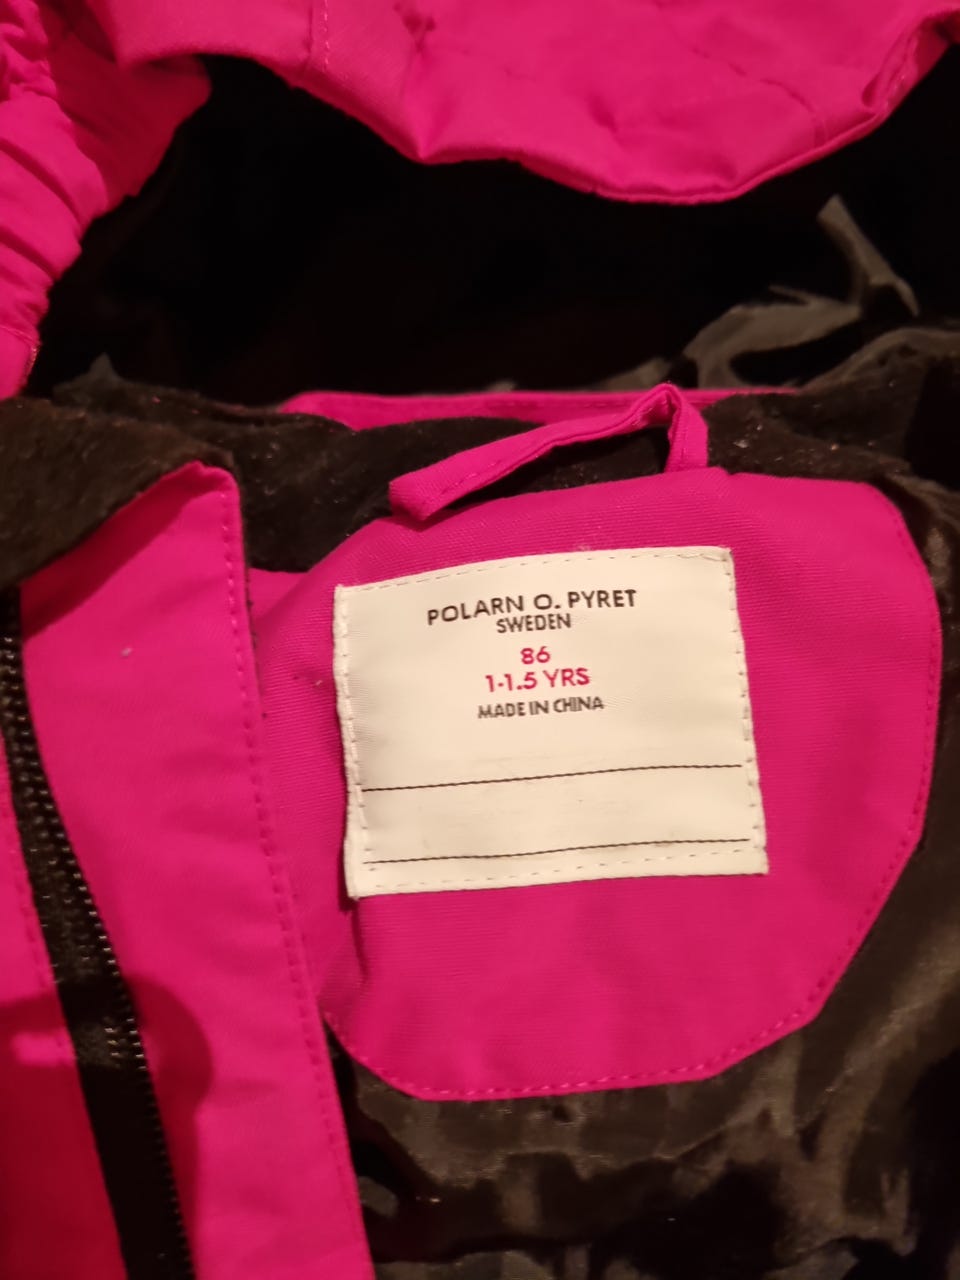 POLARN O. PYRET
SWEDEN
86
1-1.5 YRS
MADE IN CHINA